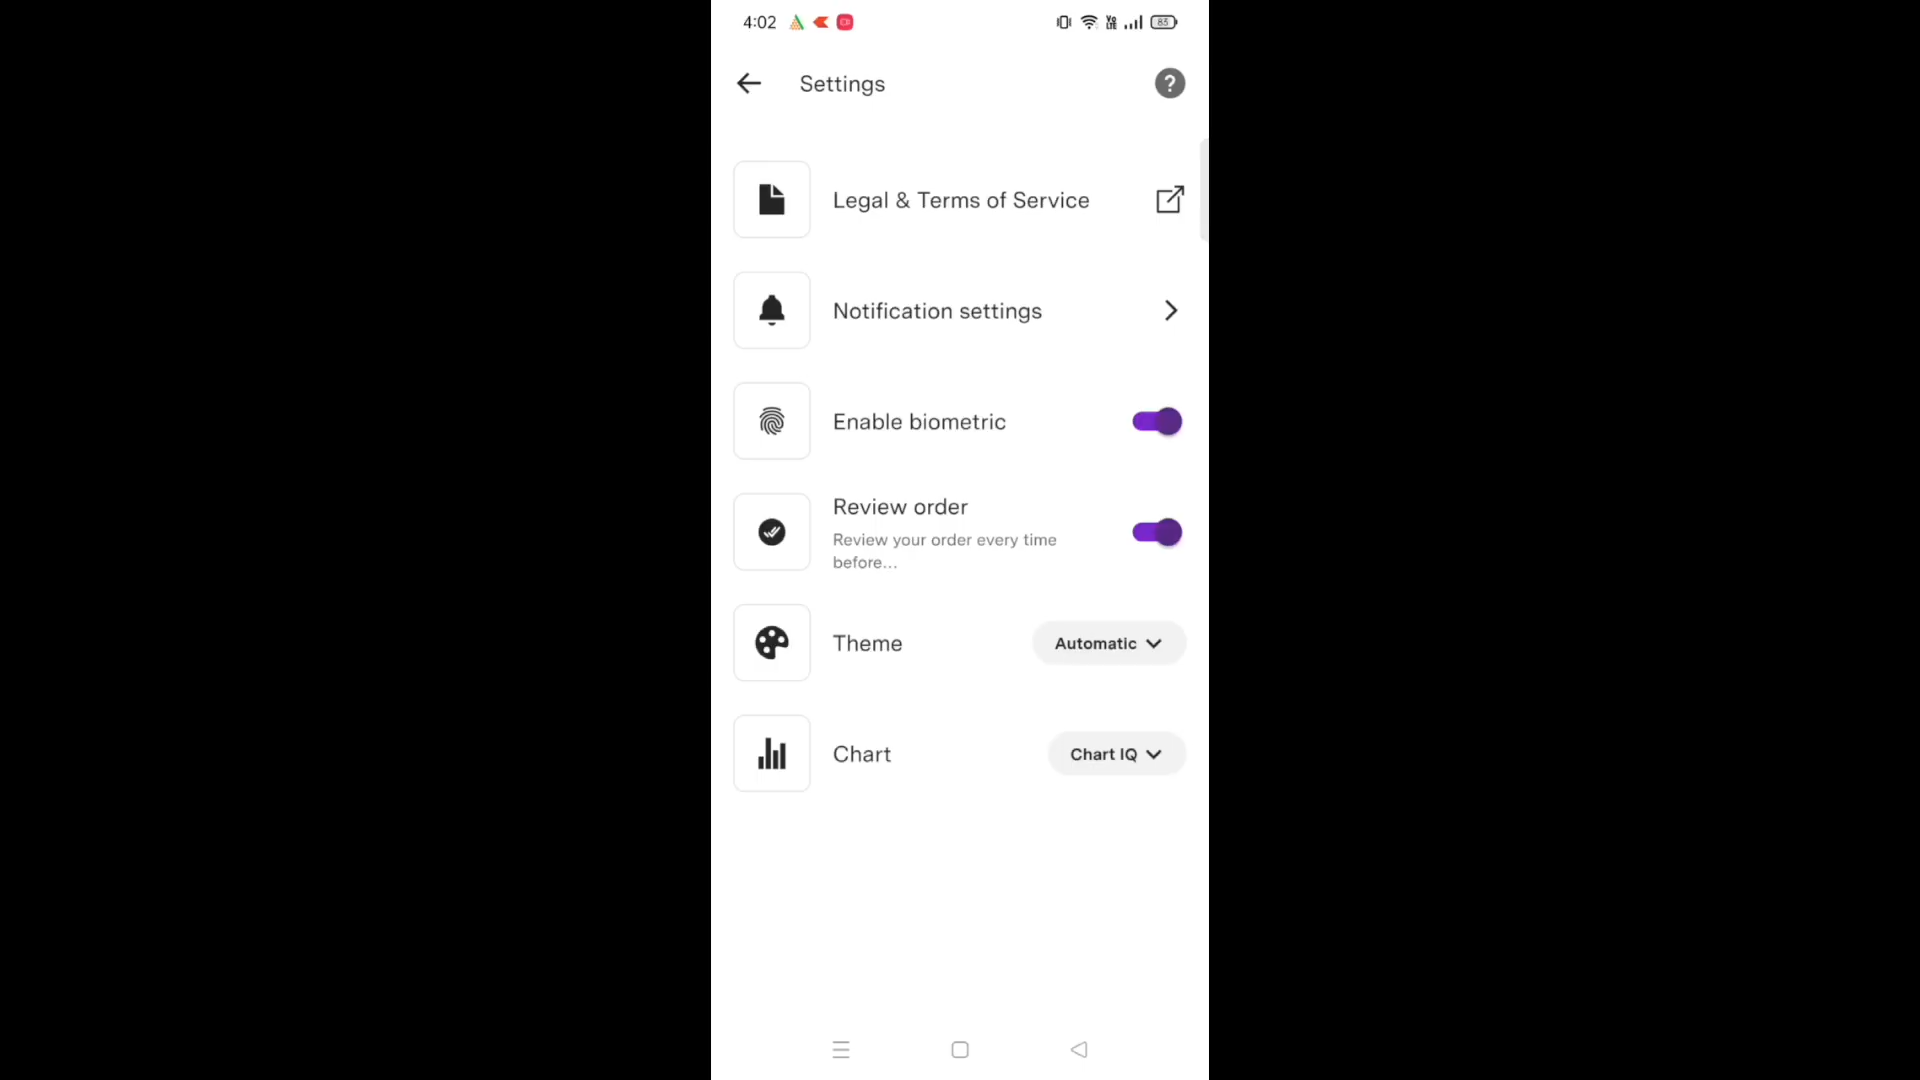 4:02
83
Settings
Legal & Terms of Service
Notification settings
Enable biometric
Review order
Review your order every time
before...
Theme
Automatic
Chart
Chart IQ